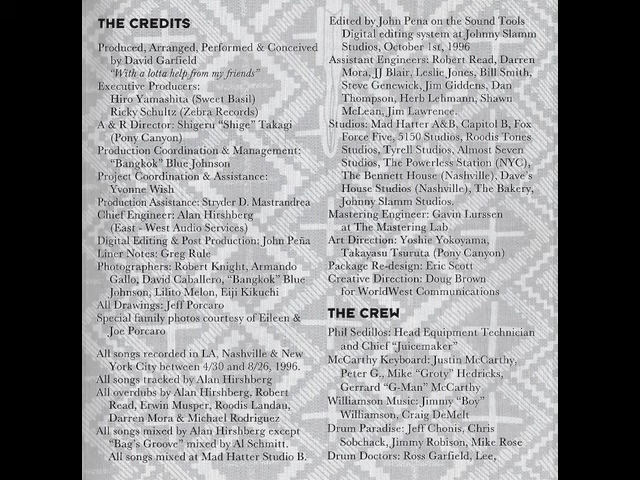 THE CREDITS
Produced, Arranged, Performed & Conceived
by David Garfield
"With a lotta help from my friends"
Executive Producers:
Hiro Yamashita (Sweet Basil)
Ricky Schultz (Zebra Records)
A & R Director: Shigeru "Shige" Takagi
(Pony Canyon)
Production Coordination & Management:
"Bangkok" Blue Johnson
Project Coordination & Assistance:
Yvonne Wish
Production Assistance: Stryder D. Mastrandrea
Chief Engineer: Alan Hirshberg
(East - West Audio Services)
Digital Editing & Post Production: John Peña
Liner Notes: Greg Rule
Photographers: Robert Knight, Armando
Gallo, David Caballero, "Bangkok" Blue
Johnson, Lilito Melon, Eiji Kikuchi
All Drawings: Jeff Porcaro
Special family photos courtesy of Eileen &
Joe Porcaro
All songs recorded in LA, Nashville & New
York City between 4/30 and 8/26, 1996.
All songs tracked by Alan Hirshberg
All overdubs by Alan Hirshberg, Robert
Read, Erwin Musper, Roodis Landau,
Darren Mora & Michael Rodriguez
All songs mixed by Alan Hirshberg except
"Bag's Groove" mixed by Al Schmitt.
All songs mixed at Mad Hatter Studio B.
Edited by John Pena on the Sound Tools
Digital editing system at Johnny Slamm
Studios, October 1st, 1996
Assistant Engineers: Robert Read, Darren
Mora, JJ Blair, Leslie Jones, Bill Smith,
Steve Genewick, Jim Giddens, Dan
Thompson, Herb Lehmann, Shawn
McLean, Jim Lawrence.
Studios: Mad Hatter A&B, Capitol B, Fox
Force Five, 5150 Studios, Roodis Tones
Studios, Tyrell Studios, Almost Seven
Studios, The Powerless Station (NYC),
The Bennett House (Nashville), Dave's
House Studios (Nashville), The Bakery,
Johnny Slamm Studios.
Mastering Engineer: Gavin Lurssen
at The Mastering Lab
Art Direction: Yoshie Yokoyama,
Takayasu Tsuruta (Pony Canyon)
Package Re-design: Eric Scott
Creative Direction: Doug Brown
for WorldWest Communications
THE CREW
Phil Sedillos: Head Equipment Technician
and Chief "Juicemaker"
McCarthy Keyboard: Justin McCarthy,
Peter G., Mike "Groty" Hedricks,
Gerrard "G-Man" McCarthy
Williamson Music: Jimmy "Boy"
Williamson, Craig DeMelt
Drum Paradise: Jeff Chonis, Chris
Sobchack, Jimmy Robison, Mike Rose
Drum Doctors: Ross Garfield, Lee,